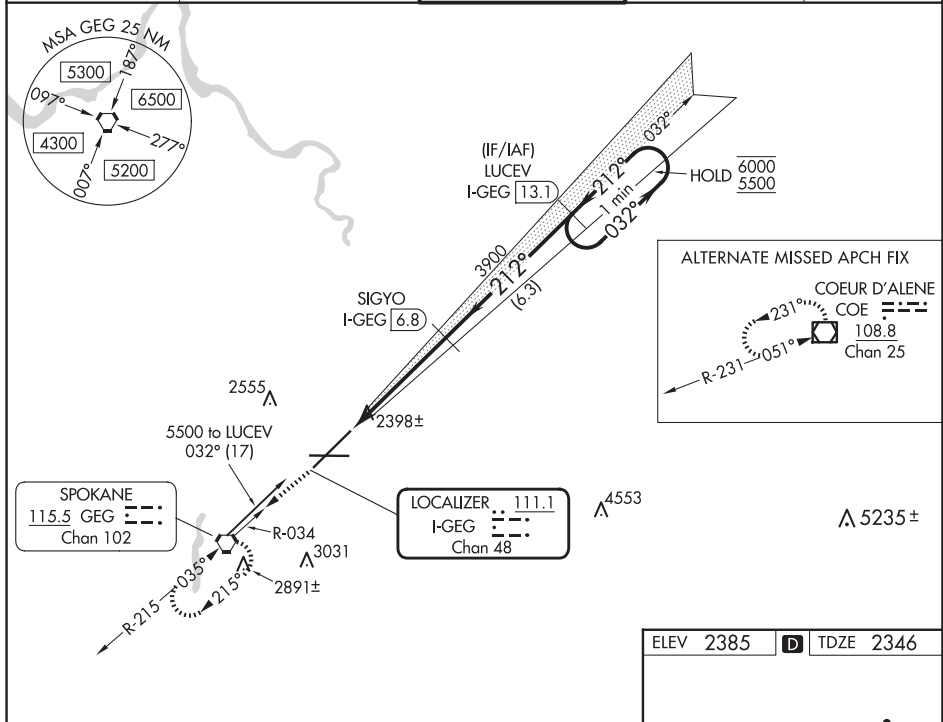 MSA GEG 25 NM
5300
187°
097°
6500
4300
277°
007°
5200
(IF/IAF)
LUCEV
I-GEG 13.1
032°
212°
1 min
032°
HOLD 6000
5500
3900
212°
(6.3)
SIGYO
I-GEG 6.8
ALTERNATE MISSED APCH FIX
COEUR D'ALENE
COE
108.8
Chan 25
231°
R-231
051°
2555
2398±
5500 to LUCEV
032° (17)
SPOKANE
115.5 GEG
Chan 102
R-034
LOCALIZER 111.1
I-GEG
Chan 48
4553
5235±
3031
2891±
R-215
035°
215°
ELEV 2385 D TDZE 2346